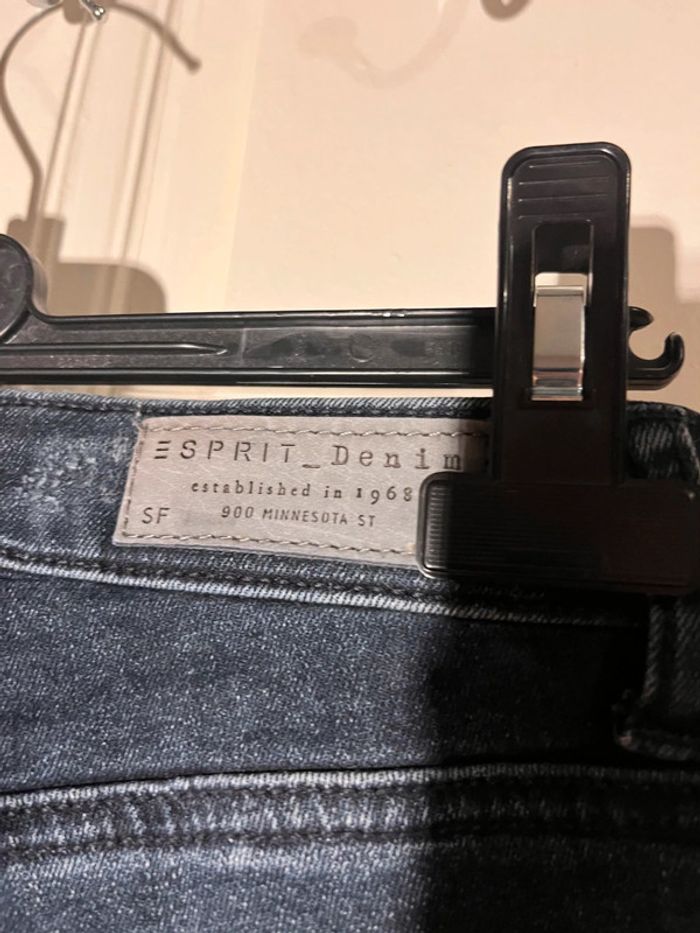 ESPRIT_Denim
established in 1968
SF 900 MINNESOTA ST